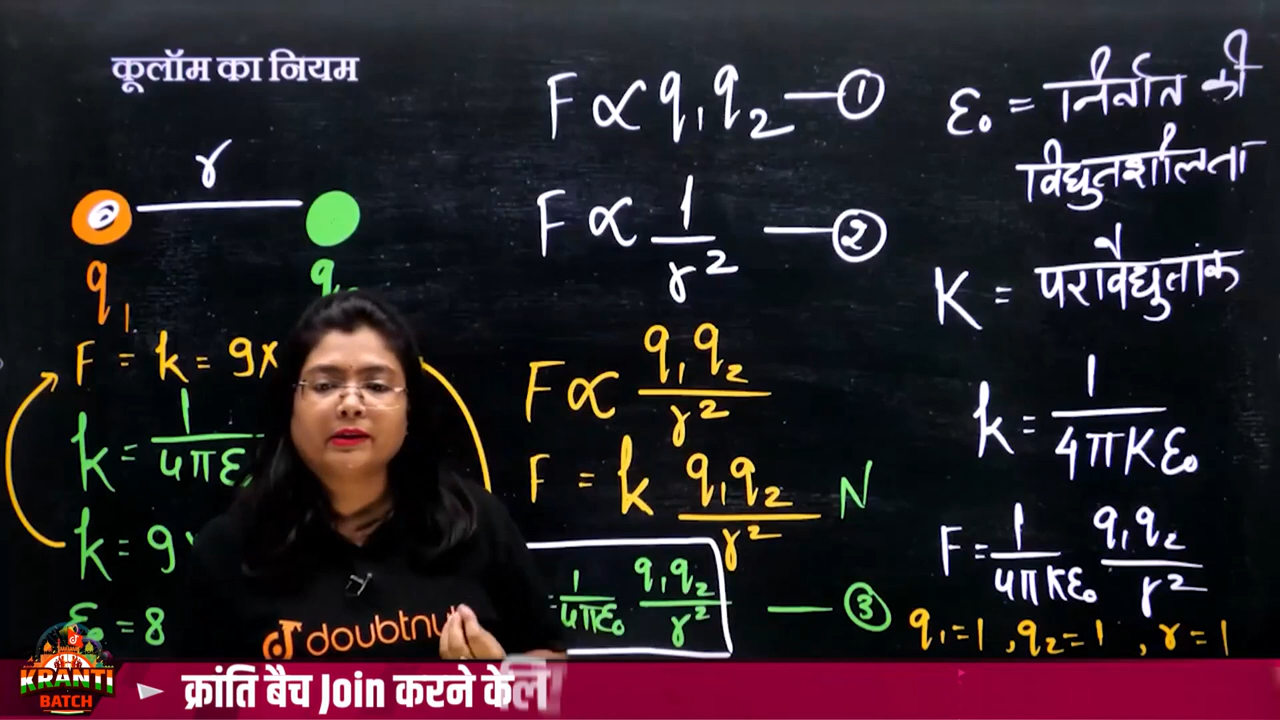 कूलॉम का नियम
r
q₁
F = k = 9×
k = 1/4πε
k = 9
ε₀ = 8
F ∝ q₁q₂ — ①
F ∝ 1/r² — ②
F ∝ q₁q₂/r²
F = k q₁q₂/r² N
= 1/4πε₀ q₁q₂/r² — ③
ε₀ = निर्वात की
विद्युतशीलता
K = परावैद्युतांक
k = 1/4πKε₀
F = 1/4πKε₀ q₁q₂/r²
q₁=1, q₂=1, r=1
doubtnu
KRANTI
BATCH
क्रांति बैच Join करने के